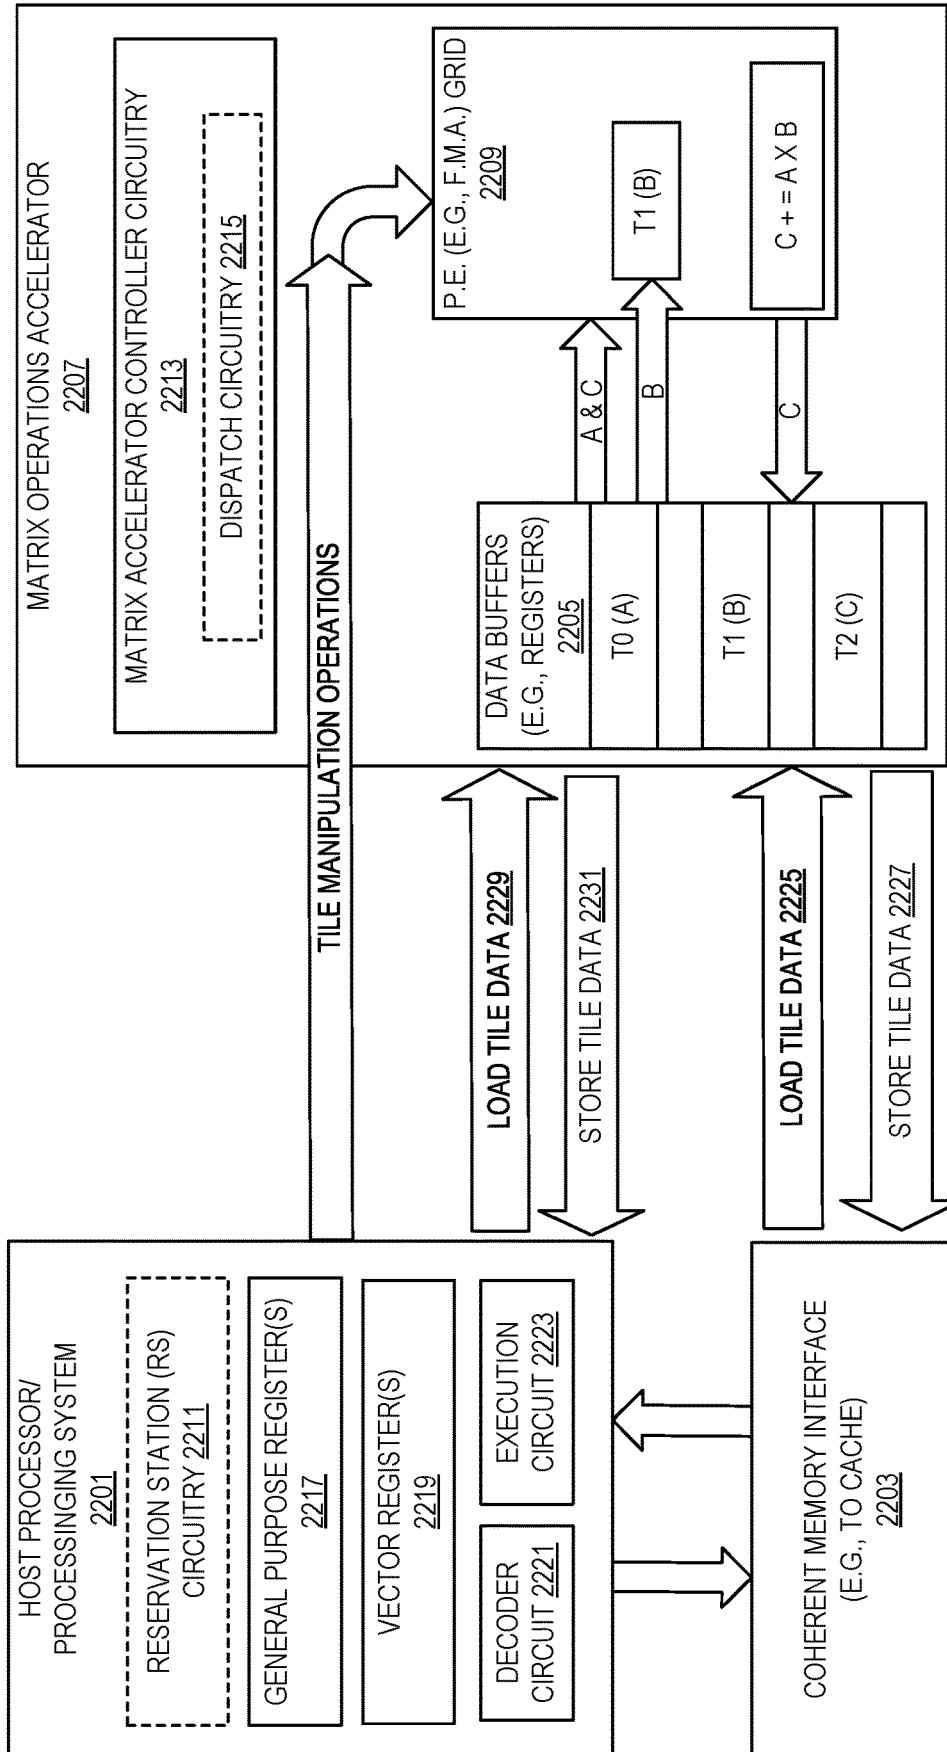 HOST PROCESSOR/
PROCESSINGING SYSTEM
2201
RESERVATION STATION (RS)
CIRCUITRY 2211
GENERAL PURPOSE REGISTER(S)
2217
VECTOR REGISTER(S)
2219
DECODER
CIRCUIT 2221
EXECUTION
CIRCUIT 2223
COHERENT MEMORY INTERFACE
(E.G., TO CACHE)
2203
TILE MANIPULATION OPERATIONS
LOAD TILE DATA 2229
STORE TILE DATA 2231
LOAD TILE DATA 2225
STORE TILE DATA 2227
MATRIX OPERATIONS ACCELERATOR
2207
MATRIX ACCELERATOR CONTROLLER CIRCUITRY
2213
DISPATCH CIRCUITRY 2215
DATA BUFFERS
(E.G., REGISTERS)
2205
T0 (A)
T1 (B)
T2 (C)
A & C
B
C
P.E. (E.G., F.M.A.) GRID
2209
T1 (B)
C + = A X B